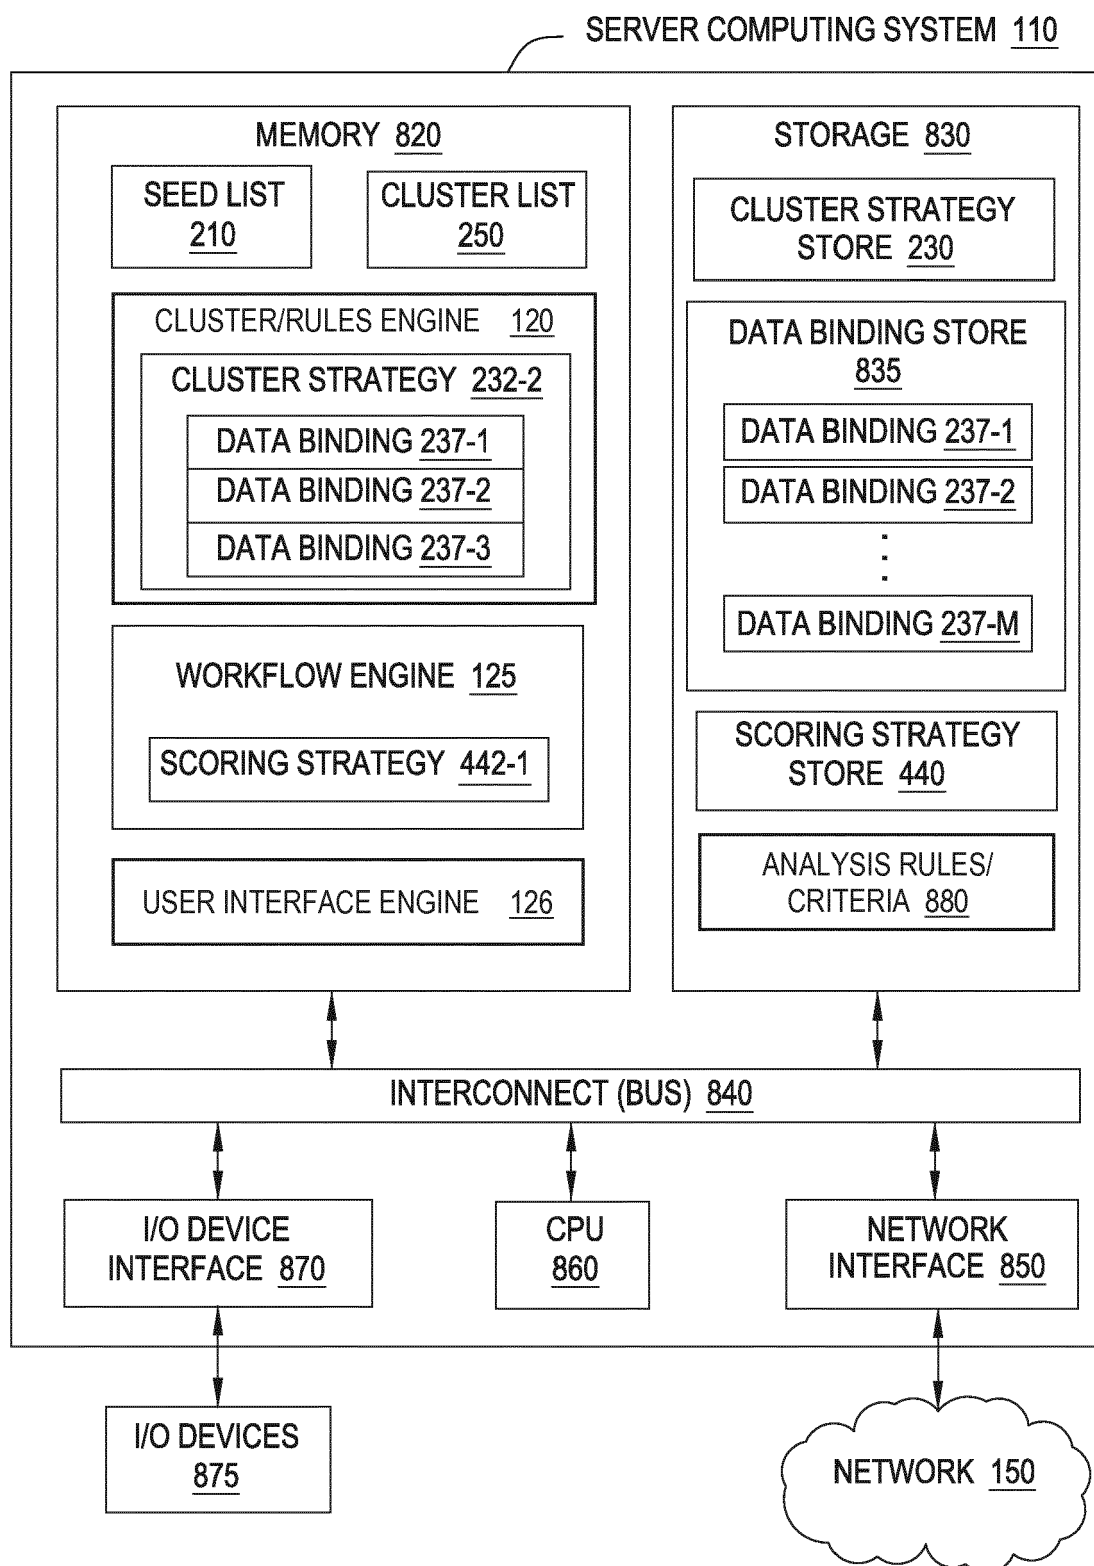 SERVER COMPUTING SYSTEM 110
MEMORY 820
SEED LIST
210
CLUSTER LIST
250
CLUSTER/RULES ENGINE 120
CLUSTER STRATEGY 232-2
DATA BINDING 237-1
DATA BINDING 237-2
DATA BINDING 237-3
WORKFLOW ENGINE 125
SCORING STRATEGY 442-1
USER INTERFACE ENGINE 126
STORAGE 830
CLUSTER STRATEGY
STORE 230
DATA BINDING STORE
835
DATA BINDING 237-1
DATA BINDING 237-2
DATA BINDING 237-M
SCORING STRATEGY
STORE 440
ANALYSIS RULES/
CRITERIA 880
INTERCONNECT (BUS) 840
I/O DEVICE
INTERFACE 870
CPU
860
NETWORK
INTERFACE 850
I/O DEVICES
875
NETWORK 150